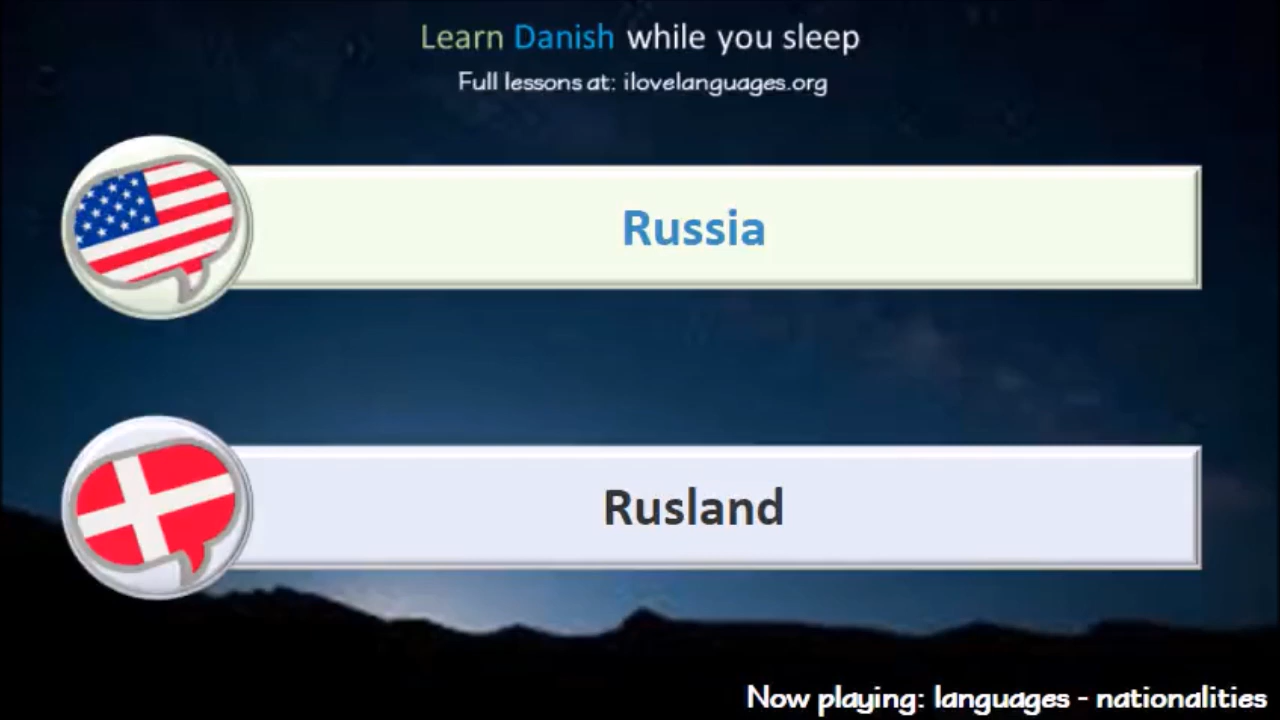 Learn Danish while you sleep
Full lessons at: ilovelanguages.org
Russia
Rusland
Now playing: languages - nationalities